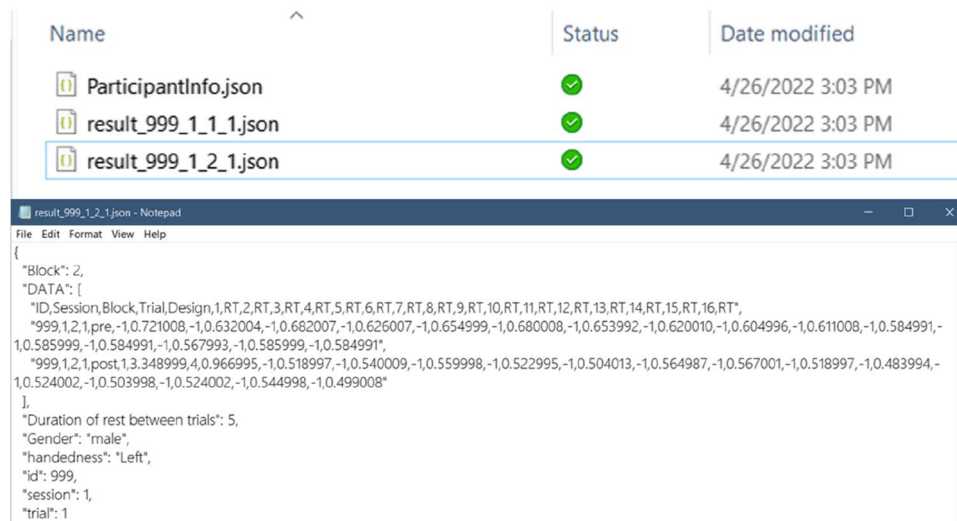 Name Status Date modified
ParticipantInfo.json 4/26/2022 3:03 PM
result_999_1_1_1.json 4/26/2022 3:03 PM
result_999_1_2_1.json 4/26/2022 3:03 PM
result_999_1_2_1.json - Notepad
File Edit Format View Help
{
"Block": 2,
"DATA": [
"ID,Session,Block,Trial,Design,1,RT,2,RT,3,RT,4,RT,5,RT,6,RT,7,RT,8,RT,9,RT,10,RT,11,RT,12,RT,13,RT,14,RT,15,RT,16,RT",
"999,1,2,1,pre,-1,0.721008,-1,0.632004,-1,0.682007,-1,0.626007,-1,0.654999,-1,0.680008,-1,0.653992,-1,0.620010,-1,0.604996,-1,0.611008,-1,0.584991,-
1,0.585999,-1,0.584991,-1,0.567993,-1,0.585999,-1,0.584991",
"999,1,2,1,post,1,3.348999,4,0.966995,-1,0.518997,-1,0.540009,-1,0.559998,-1,0.522995,-1,0.504013,-1,0.564987,-1,0.567001,-1,0.518997,-1,0.483994,-
1,0.524002,-1,0.503998,-1,0.524002,-1,0.544998,-1,0.499008"
],
"Duration of rest between trials": 5,
"Gender": "male",
"handedness": "Left",
"id": 999,
"session": 1,
"trial": 1